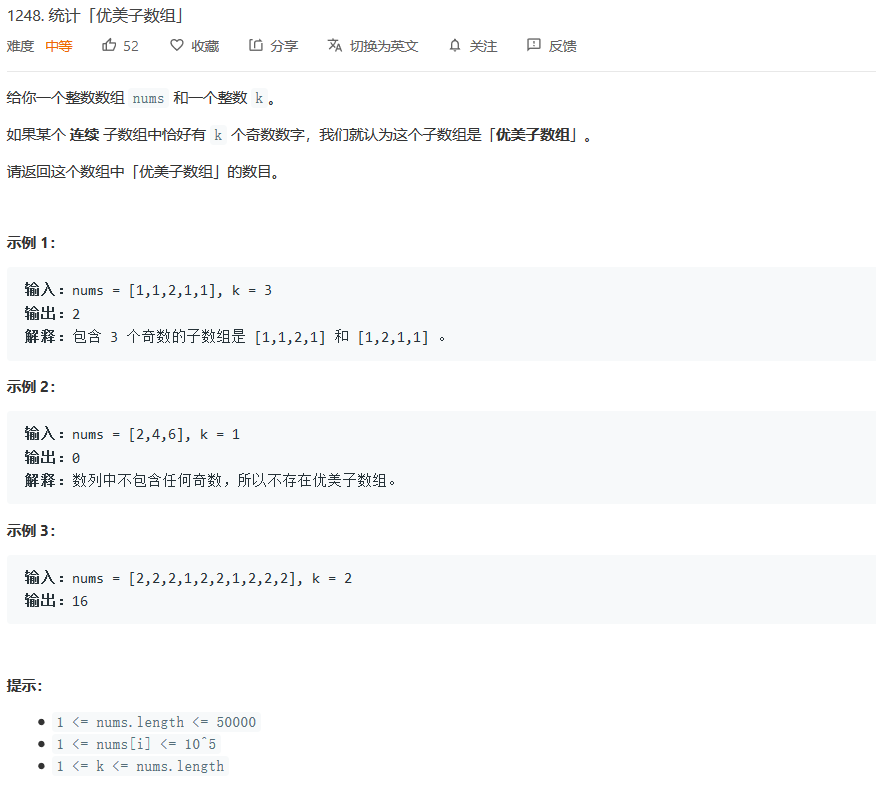 1248. 统计「优美子数组」
难度 中等 52 收藏 分享 切换为英文 关注 反馈
给你一个整数数组 nums 和一个整数 k。
如果某个 连续 子数组中恰好有 k 个奇数数字，我们就认为这个子数组是「优美子数组」。
请返回这个数组中「优美子数组」的数目。
示例 1：
输入：nums = [1,1,2,1,1], k = 3
输出：2
解释：包含 3 个奇数的子数组是 [1,1,2,1] 和 [1,2,1,1] 。
示例 2：
输入：nums = [2,4,6], k = 1
输出：0
解释：数列中不包含任何奇数，所以不存在优美子数组。
示例 3：
输入：nums = [2,2,2,1,2,2,1,2,2,2], k = 2
输出：16
提示：
1 <= nums.length <= 50000
1 <= nums[i] <= 10^5
1 <= k <= nums.length